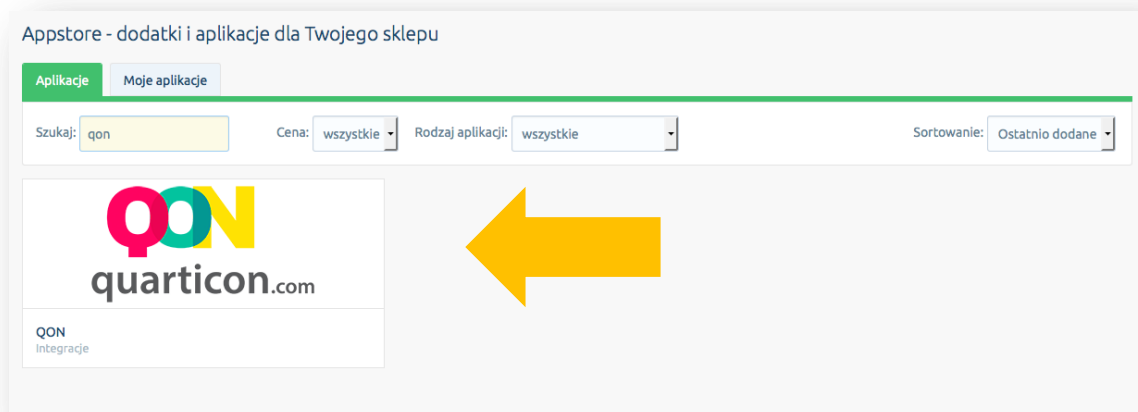 Appstore - dodatki i aplikacje dla Twojego sklepu
Aplikacje Moje aplikacje
Szukaj: qon Cena: wszystkie Rodzaj aplikacji: wszystkie Sortowanie: Ostatnio dodane
QON
quarticon.com
QON
Integracje